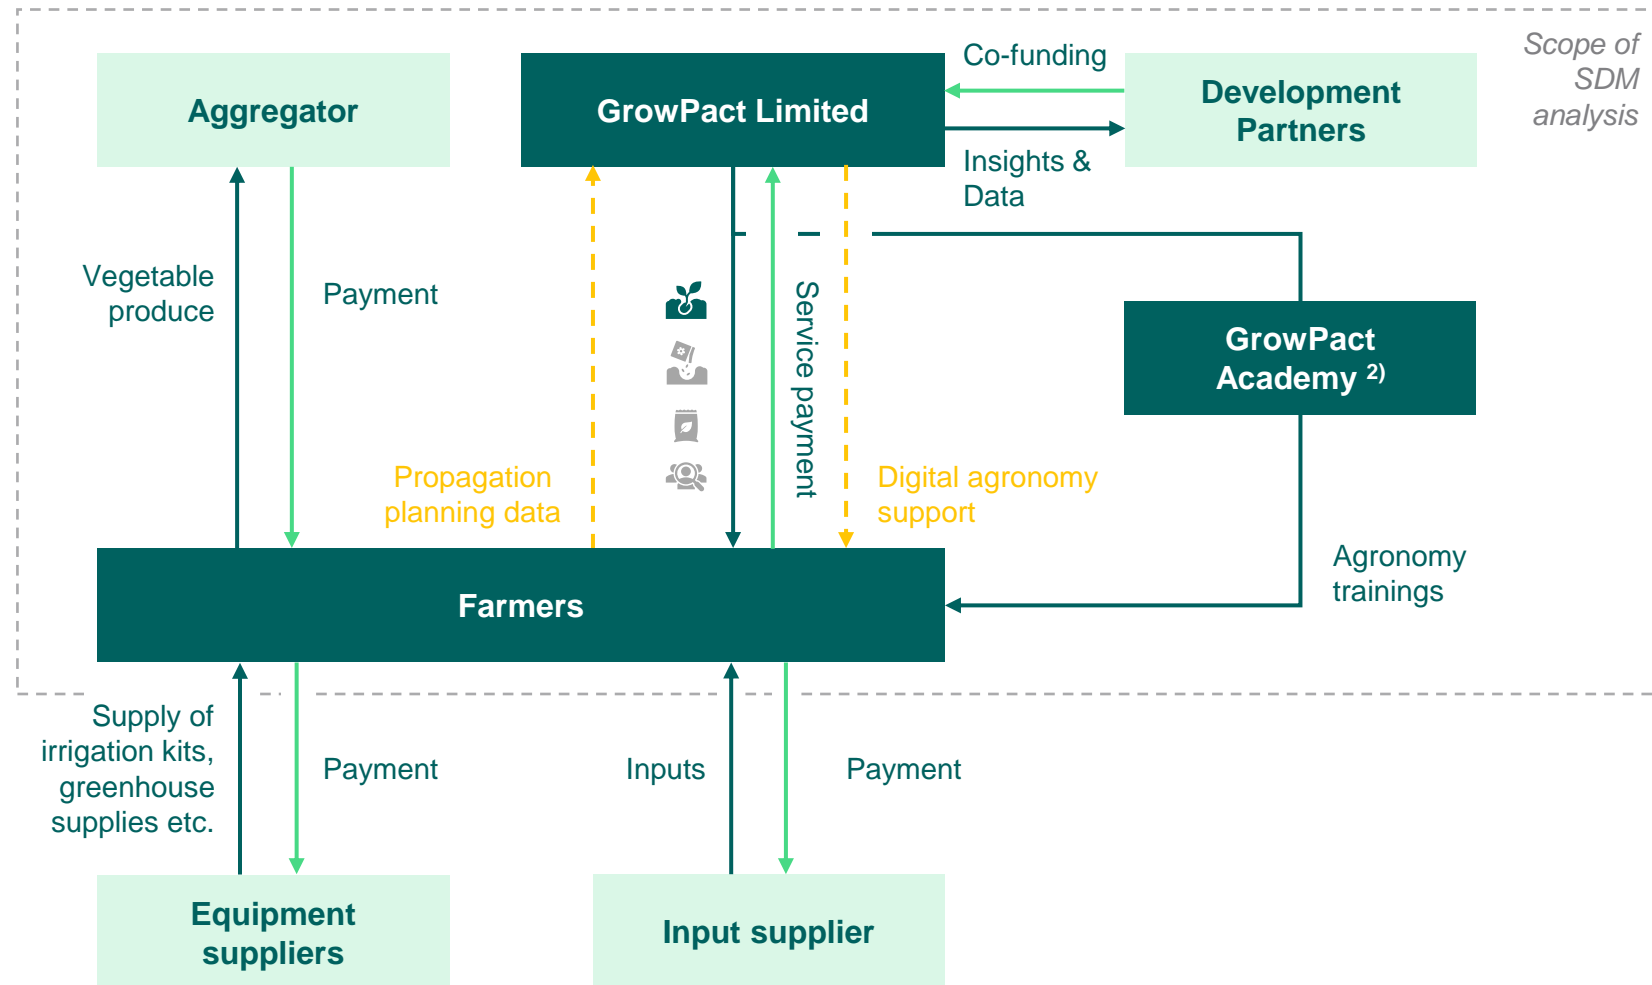 Scope of
SDM
analysis
Aggregator
GrowPact Limited
Co-funding
Development
Partners
Insights &
Data
Vegetable
produce
Payment
Service payment
GrowPact
Academy 2)
Propagation
planning data
Digital agronomy
support
Agronomy
trainings
Farmers
Supply of
irrigation kits,
greenhouse
supplies etc.
Payment
Inputs
Payment
Equipment
suppliers
Input supplier